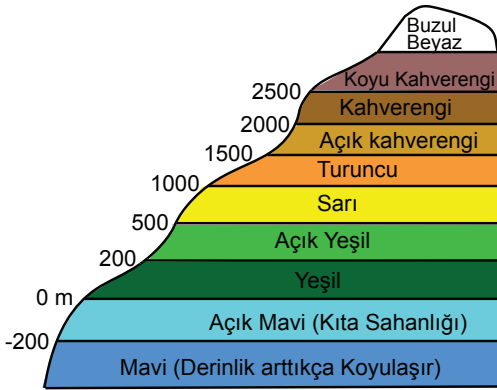 Buzul
Beyaz
Koyu Kahverengi
2500
Kahverengi
2000
Açık kahverengi
1500
Turuncu
1000
Sarı
500
Açık Yeşil
200
Yeşil
0 m
Açık Mavi (Kıta Sahanlığı)
-200
Mavi (Derinlik arttıkça Koyulaşır)